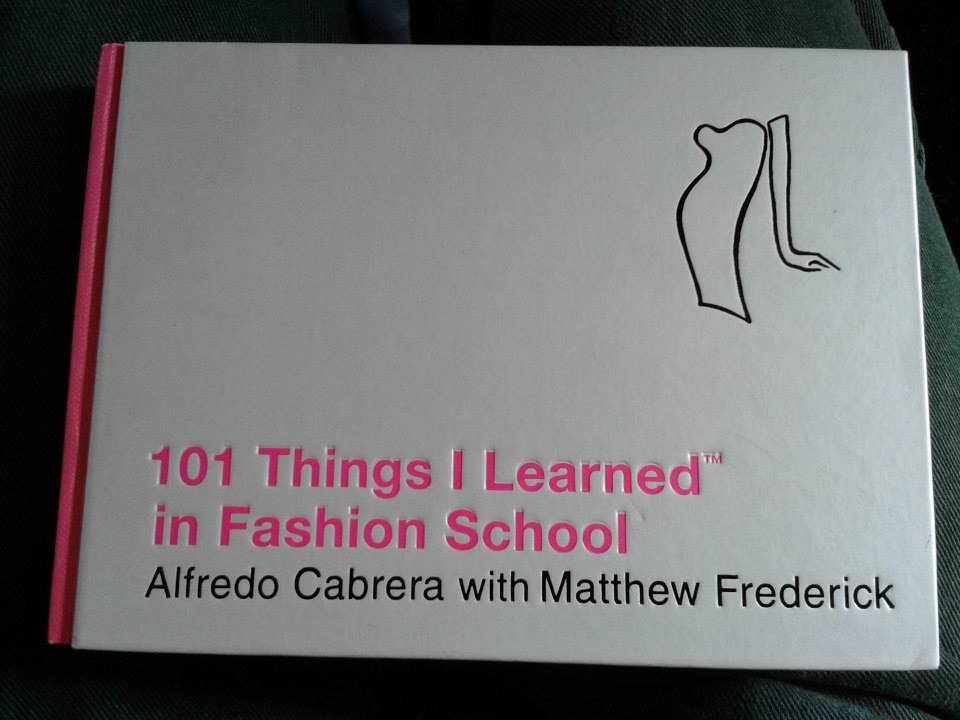 101 Things I Learned™
in Fashion School
Alfredo Cabrera with Matthew Frederick